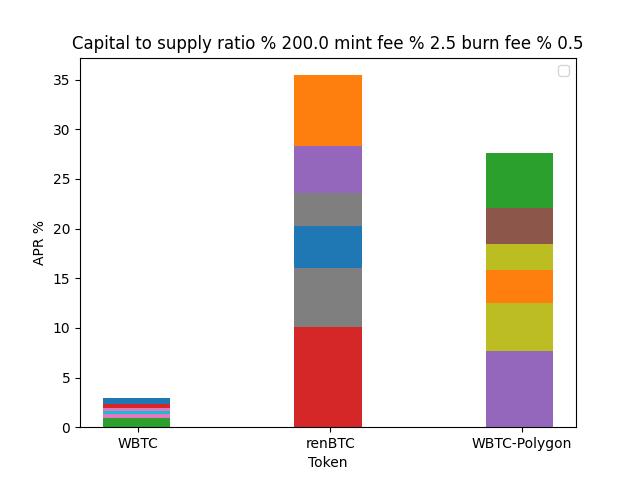 Capital to supply ratio % 200.0 mint fee % 2.5 burn fee % 0.5
35
30
25
20
15
10
5
0
APR %
WBTC
renBTC
WBTC-Polygon
Token